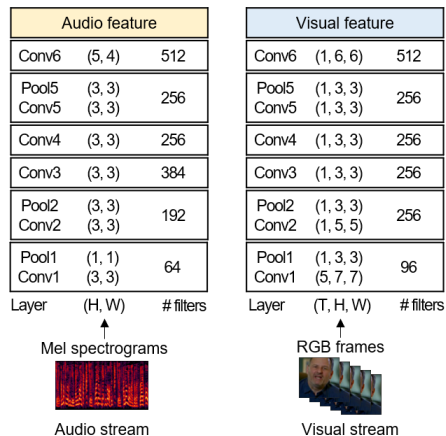 Audio feature
Conv6 (5, 4) 512
Pool5 (3, 3)
Conv5 (3, 3)
256
Conv4 (3, 3) 256
Conv3 (3, 3) 384
Pool2 (3, 3)
Conv2 (3, 3)
192
Pool1 (1, 1)
Conv1 (3, 3)
64
Layer (H, W) # filters
Mel spectrograms
Audio stream
Visual feature
Conv6 (1, 6, 6) 512
Pool5 (1, 3, 3)
Conv5 (1, 3, 3)
256
Conv4 (1, 3, 3) 256
Conv3 (1, 3, 3) 256
Pool2 (1, 3, 3)
Conv2 (1, 5, 5)
256
Pool1 (1, 3, 3)
Conv1 (5, 7, 7)
96
Layer (T, H, W) # filters
RGB frames
Visual stream